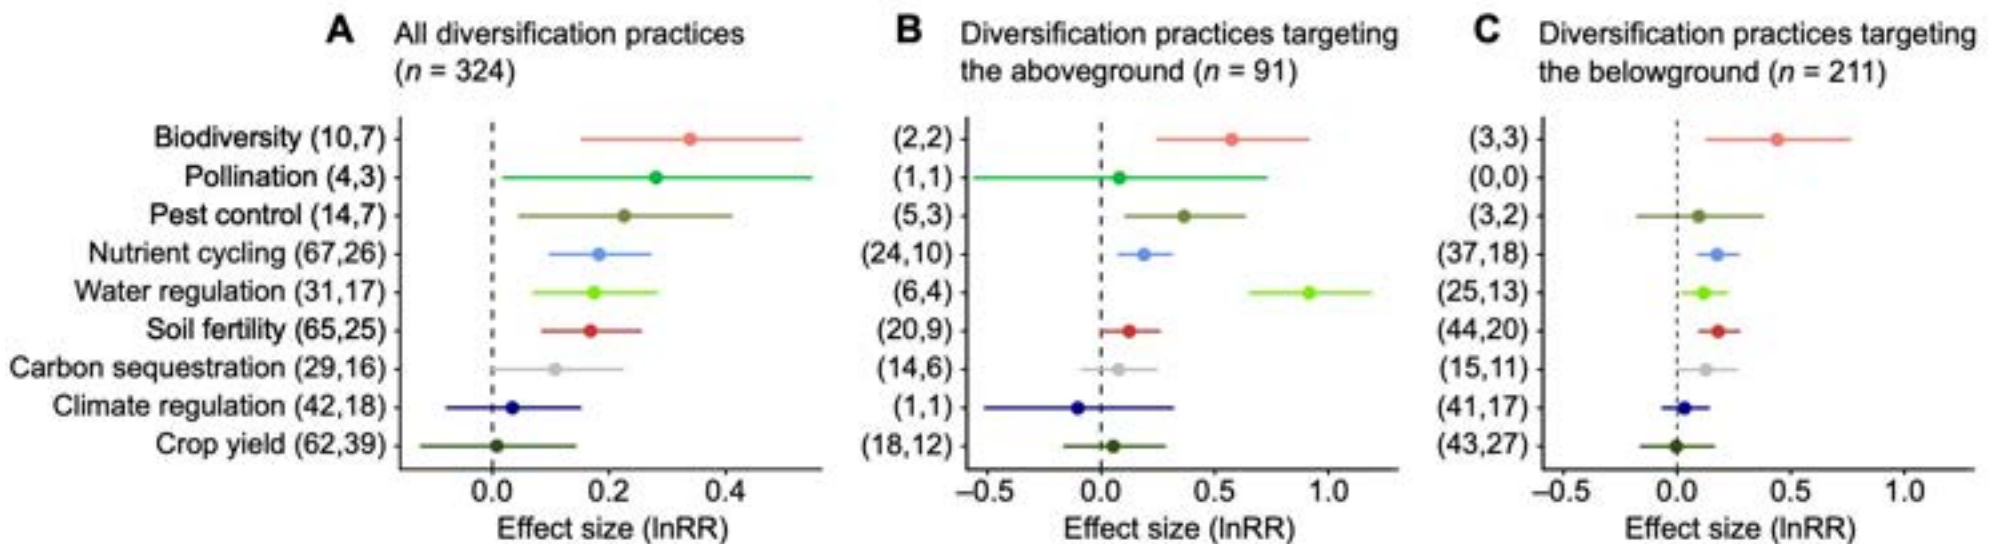 A All diversification practices
(n = 324)
Biodiversity (10,7)
Pollination (4,3)
Pest control (14,7)
Nutrient cycling (67,26)
Water regulation (31,17)
Soil fertility (65,25)
Carbon sequestration (29,16)
Climate regulation (42,18)
Crop yield (62,39)
0.0 0.2 0.4
Effect size (lnRR)
B Diversification practices targeting
the aboveground (n = 91)
(2,2)
(1,1)
(5,3)
(24,10)
(6,4)
(20,9)
(14,6)
(1,1)
(18,12)
–0.5 0.0 0.5 1.0
Effect size (lnRR)
C Diversification practices targeting
the belowground (n = 211)
(3,3)
(0,0)
(3,2)
(37,18)
(25,13)
(44,20)
(15,11)
(41,17)
(43,27)
–0.5 0.0 0.5 1.0
Effect size (lnRR)